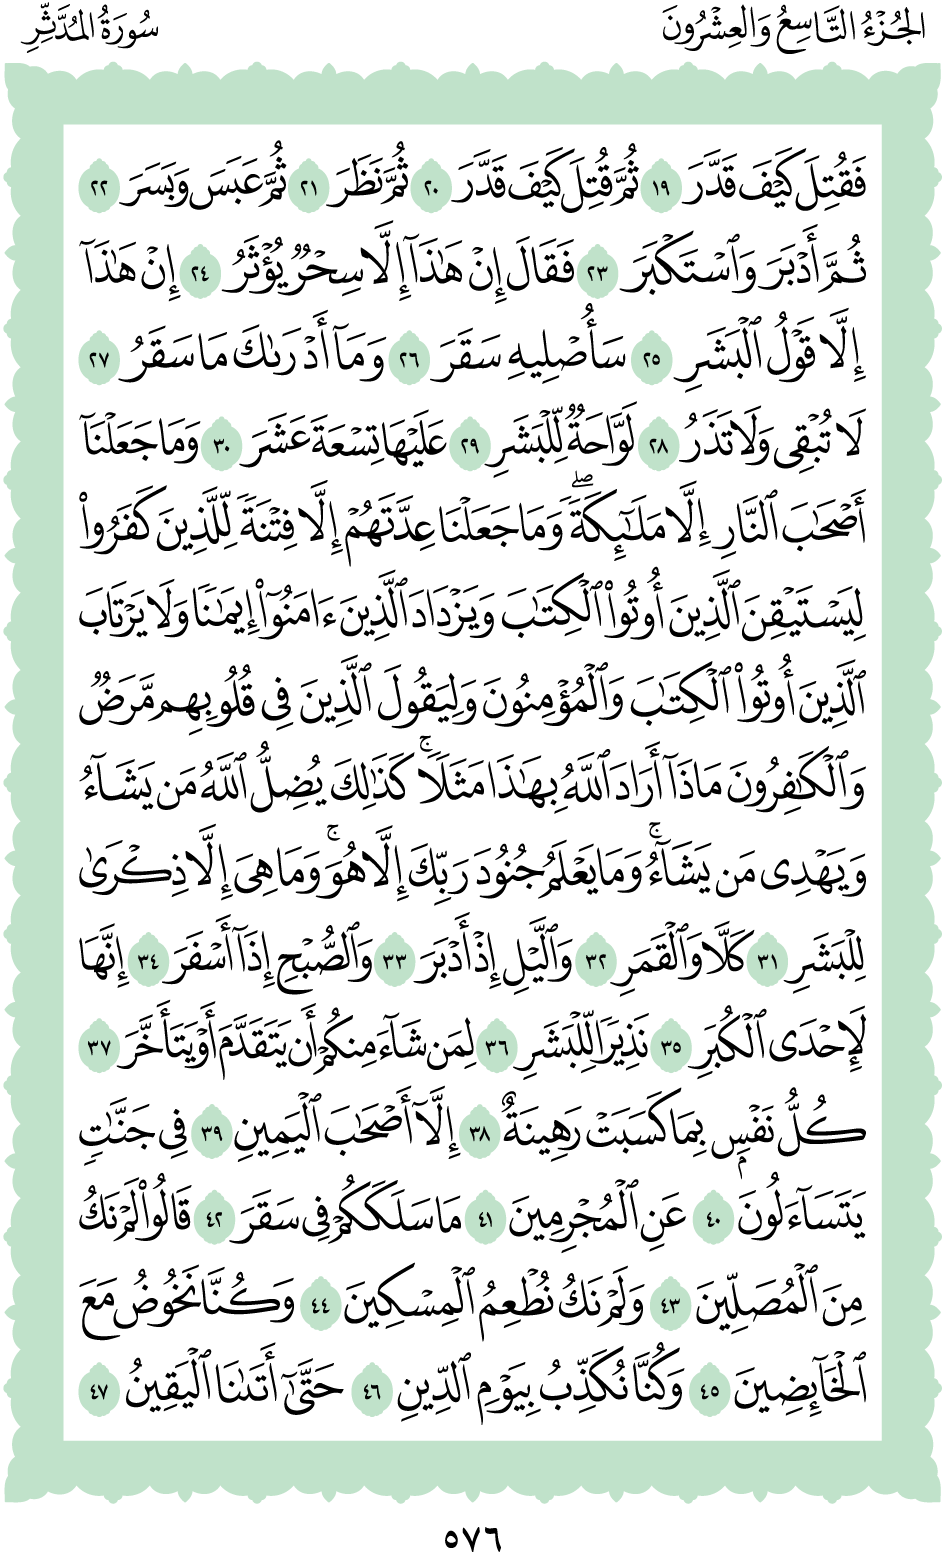 الجُزْءُ التَّاسِعُ وَالعِشْرُونَ
سُورَةُ المُدَّثِّرِ
فَقُتِلَ كَيۡفَ قَدَّرَ ١٩ ثُمَّ قُتِلَ كَيۡفَ قَدَّرَ ٢٠ ثُمَّ نَظَرَ ٢١ ثُمَّ عَبَسَ وَبَسَرَ ٢٢
ثُمَّ أَدۡبَرَ وَٱسۡتَكۡبَرَ ٢٣ فَقَالَ إِنۡ هَٰذَآ إِلَّا سِحۡرٞ يُؤۡثَرُ ٢٤ إِنۡ هَٰذَآ
إِلَّا قَوۡلُ ٱلۡبَشَرِ ٢٥ سَأُصۡلِيهِ سَقَرَ ٢٦ وَمَآ أَدۡرَىٰكَ مَا سَقَرُ ٢٧
لَا تُبۡقِي وَلَا تَذَرُ ٢٨ لَوَّاحَةٞ لِّلۡبَشَرِ ٢٩ عَلَيۡهَا تِسۡعَةَ عَشَرَ ٣٠ وَمَا جَعَلۡنَآ
أَصۡحَٰبَ ٱلنَّارِ إِلَّا مَلَٰٓئِكَةٗۖ وَمَا جَعَلۡنَا عِدَّتَهُمۡ إِلَّا فِتۡنَةٗ لِّلَّذِينَ كَفَرُواْ
لِيَسۡتَيۡقِنَ ٱلَّذِينَ أُوتُواْ ٱلۡكِتَٰبَ وَيَزۡدَادَ ٱلَّذِينَ ءَامَنُوٓاْ إِيمَٰنٗا وَلَا يَرۡتَابَ
ٱلَّذِينَ أُوتُواْ ٱلۡكِتَٰبَ وَٱلۡمُؤۡمِنُونَ وَلِيَقُولَ ٱلَّذِينَ فِي قُلُوبِهِم مَّرَضٞ
وَٱلۡكَٰفِرُونَ مَاذَآ أَرَادَ ٱللَّهُ بِهَٰذَا مَثَلٗاۚ كَذَٰلِكَ يُضِلُّ ٱللَّهُ مَن يَشَآءُ
وَيَهۡدِي مَن يَشَآءُۚ وَمَا يَعۡلَمُ جُنُودَ رَبِّكَ إِلَّا هُوَۚ وَمَا هِيَ إِلَّا ذِكۡرَىٰ
لِلۡبَشَرِ ٣١ كَلَّا وَٱلۡقَمَرِ ٣٢ وَٱلَّيۡلِ إِذۡ أَدۡبَرَ ٣٣ وَٱلصُّبۡحِ إِذَآ أَسۡفَرَ ٣٤ إِنَّهَا
لَإِحۡدَى ٱلۡكُبَرِ ٣٥ نَذِيرٗا لِّلۡبَشَرِ ٣٦ لِمَن شَآءَ مِنكُمۡ أَن يَتَقَدَّمَ أَوۡ يَتَأَخَّرَ ٣٧
كُلُّ نَفۡسِۭ بِمَا كَسَبَتۡ رَهِينَةٌ ٣٨ إِلَّآ أَصۡحَٰبَ ٱلۡيَمِينِ ٣٩ فِي جَنَّٰتٖ
يَتَسَآءَلُونَ ٤٠ عَنِ ٱلۡمُجۡرِمِينَ ٤١ مَا سَلَكَكُمۡ فِي سَقَرَ ٤٢ قَالُواْ لَمۡ نَكُ
مِنَ ٱلۡمُصَلِّينَ ٤٣ وَلَمۡ نَكُ نُطۡعِمُ ٱلۡمِسۡكِينَ ٤٤ وَكُنَّا نَخُوضُ مَعَ
ٱلۡخَآئِضِينَ ٤٥ وَكُنَّا نُكَذِّبُ بِيَوۡمِ ٱلدِّينِ ٤٦ حَتَّىٰٓ أَتَىٰنَا ٱلۡيَقِينُ ٤٧
٥٧٦